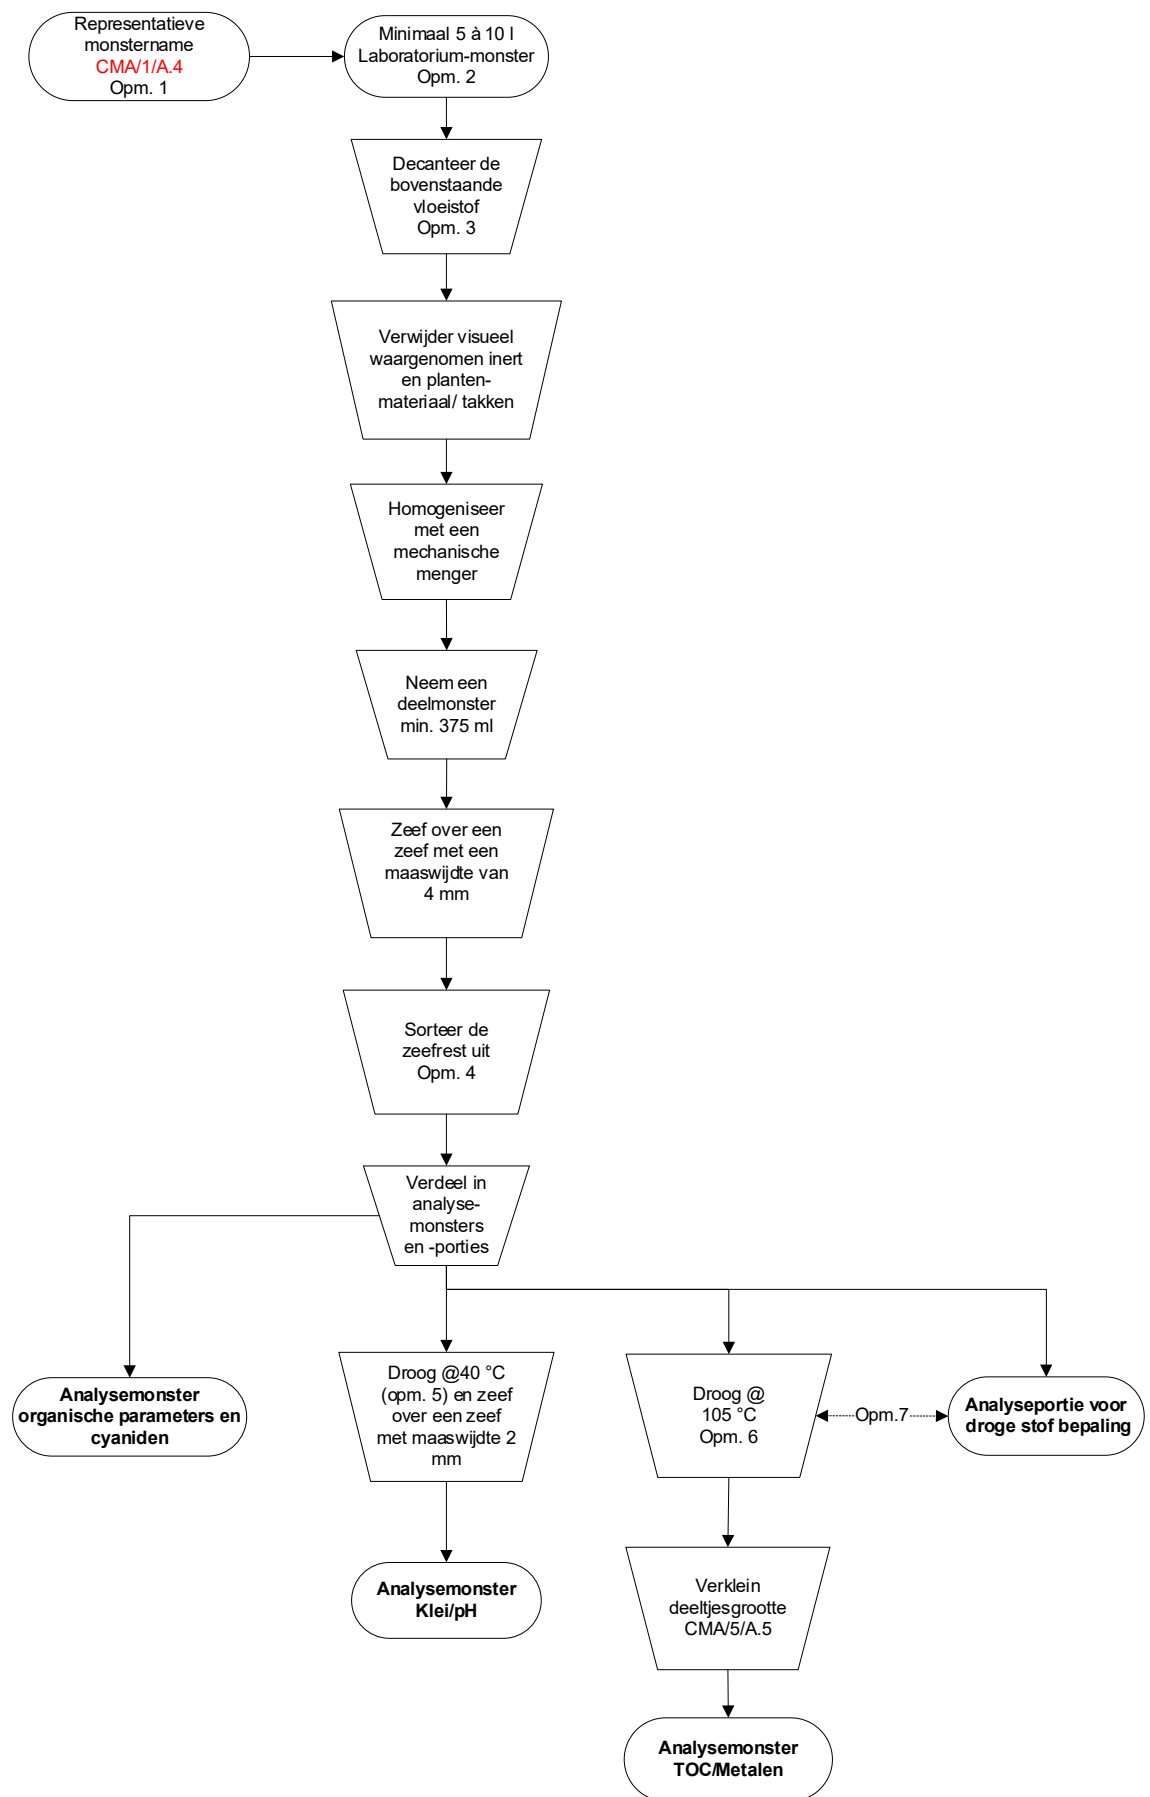 Representatieve
monstername
CMA/1/A.4
Opm. 1
Minimaal 5 à 10 l
Laboratorium-monster
Opm. 2
Decanteer de
bovenstaande
vloeistof
Opm. 3
Verwijder visueel
waargenomen inert
en planten-
materiaal/ takken
Homogeniseer
met een
mechanische
menger
Neem een
deelmonster
min. 375 ml
Zeef over een
zeef met een
maaswijdte van
4 mm
Sorteer de
zeefrest uit
Opm. 4
Verdeel in
analyse-
monsters
en -porties
Analysemonster
organische parameters en
cyaniden
Droog @40 °C
(opm. 5) en zeef
over een zeef
met maaswijdte 2
mm
Droog @
105 °C
Opm. 6
Opm.7
Analyseportie voor
droge stof bepaling
Analysemonster
Klei/pH
Verklein
deeltjesgrootte
CMA/5/A.5
Analysemonster
TOC/Metalen